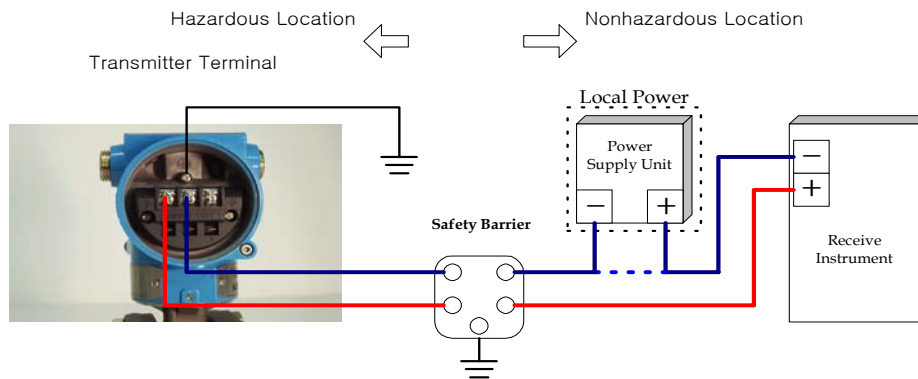 Hazardous Location
Nonhazardous Location
Transmitter Terminal
Local Power
Power
Supply Unit
− +
Safety Barrier
−
+
Receive
Instrument